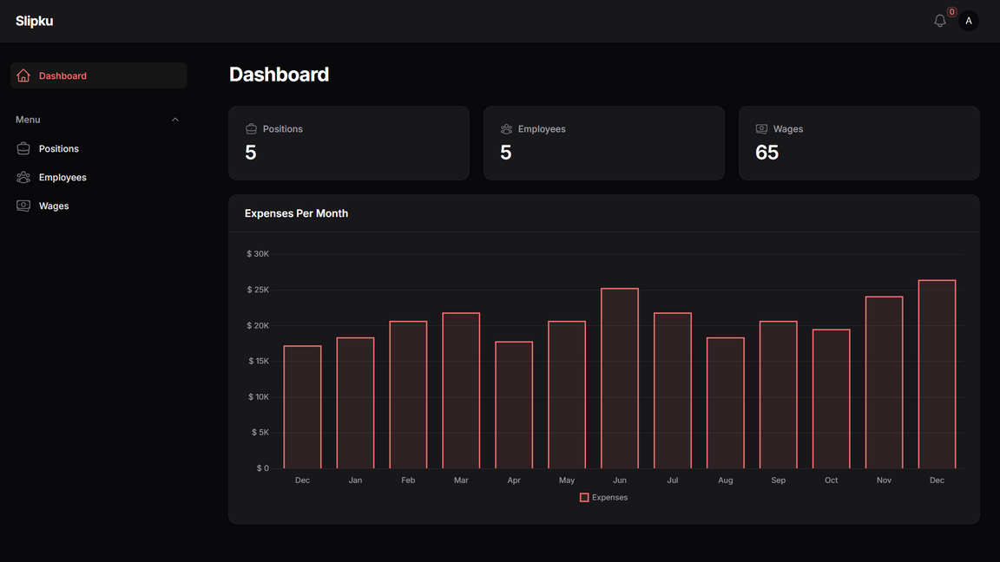 Slipku
0
A
Dashboard
Menu
Positions
Employees
Wages
Dashboard
Positions
5
Employees
5
Wages
65
Expenses Per Month
$ 30K
$ 25K
$ 20K
$ 15K
$ 10K
$ 5K
$ 0
Dec Jan Feb Mar Apr May Jun Jul Aug Sep Oct Nov Dec
Expenses